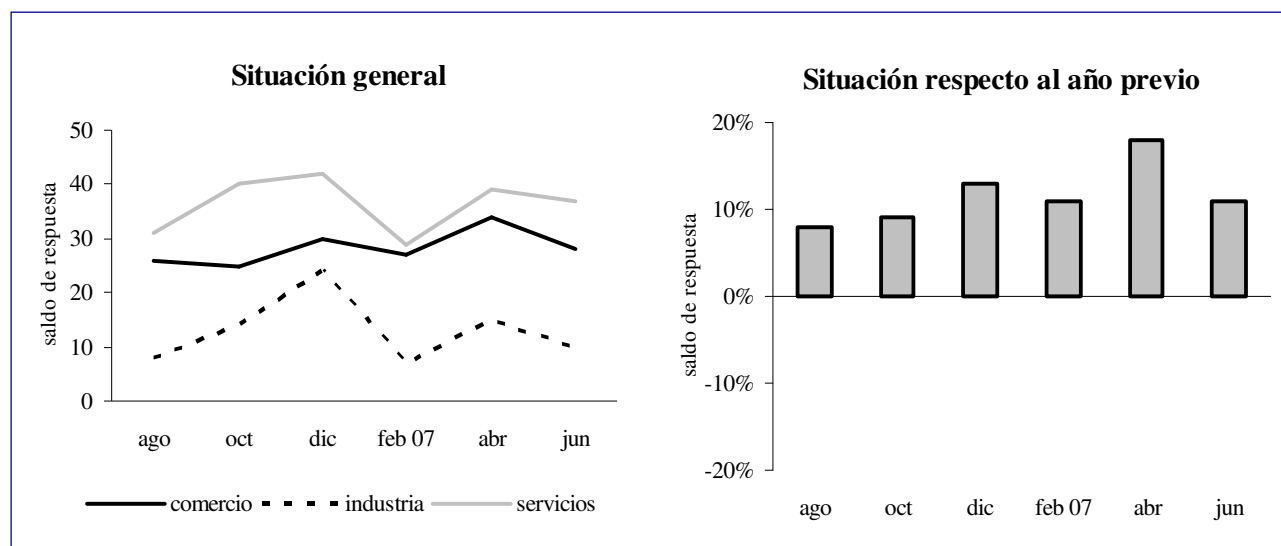 Situación general
saldo de respuesta
50
40
30
20
10
0
ago oct dic feb 07 abr jun
comercio industria servicios
Situación respecto al año previo
saldo de respuesta
20%
10%
0%
-10%
-20%
ago oct dic feb 07 abr jun